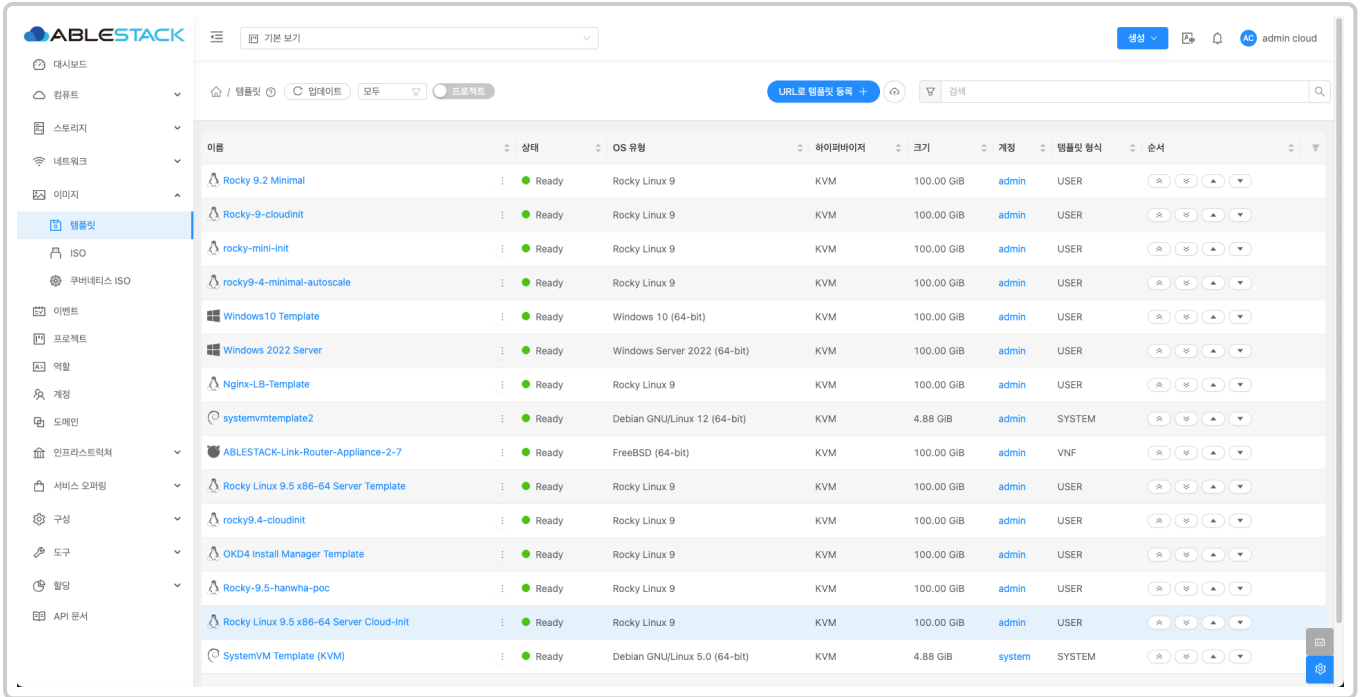 ABLESTACK
기본 보기
생성
AC admin cloud
대시보드
컴퓨트
스토리지
네트워크
이미지
템플릿
ISO
쿠버네티스 ISO
이벤트
프로젝트
역할
계정
도메인
인프라스트럭쳐
서비스 오퍼링
구성
도구
할당
API 문서
/ 템플릿 업데이트 모두 프로젝트
URL로 템플릿 등록 +
검색
이름 상태 OS 유형 하이퍼바이저 크기 계정 템플릿 형식 순서
Rocky 9.2 Minimal Ready Rocky Linux 9 KVM 100.00 GiB admin USER
Rocky-9-cloudinit Ready Rocky Linux 9 KVM 100.00 GiB admin USER
rocky-mini-init Ready Rocky Linux 9 KVM 100.00 GiB admin USER
rocky9-4-minimal-autoscale Ready Rocky Linux 9 KVM 100.00 GiB admin USER
Windows10 Template Ready Windows 10 (64-bit) KVM 100.00 GiB admin USER
Windows 2022 Server Ready Windows Server 2022 (64-bit) KVM 100.00 GiB admin USER
Nginx-LB-Template Ready Rocky Linux 9 KVM 100.00 GiB admin USER
systemvmtemplate2 Ready Debian GNU/Linux 12 (64-bit) KVM 4.88 GiB admin SYSTEM
ABLESTACK-Link-Router-Appliance-2-7 Ready FreeBSD (64-bit) KVM 100.00 GiB admin VNF
Rocky Linux 9.5 x86-64 Server Template Ready Rocky Linux 9 KVM 100.00 GiB admin USER
rocky9.4-cloudinit Ready Rocky Linux 9 KVM 100.00 GiB admin USER
OKD4 Install Manager Template Ready Rocky Linux 9 KVM 100.00 GiB admin USER
Rocky-9.5-hanwha-poc Ready Rocky Linux 9 KVM 100.00 GiB admin USER
Rocky Linux 9.5 x86-64 Server Cloud-Init Ready Rocky Linux 9 KVM 100.00 GiB admin USER
SystemVM Template (KVM) Ready Debian GNU/Linux 5.0 (64-bit) KVM 4.88 GiB system SYSTEM